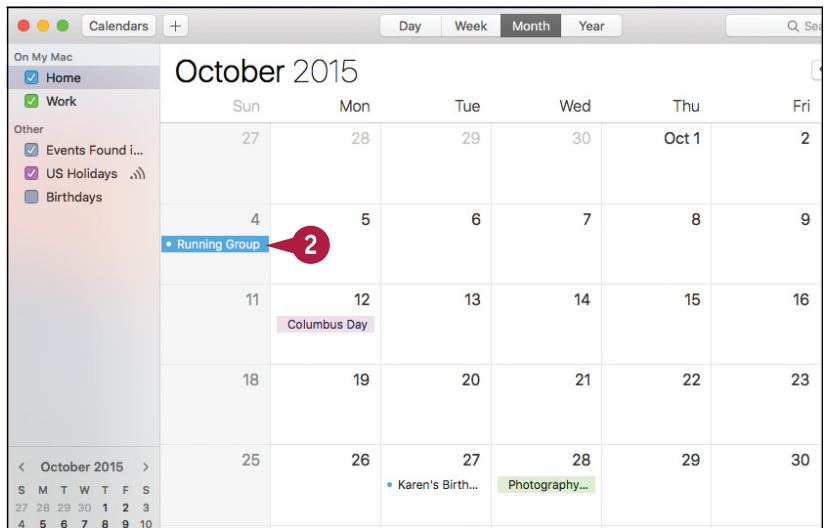 Calendars + Day Week Month Year Sea
On My Mac
Home
Work
Other
Events Found i...
US Holidays
Birthdays
October 2015
Sun Mon Tue Wed Thu Fri
27 28 29 30 Oct 1 2
4 5 6 7 8 9
Running Group 2
11 12 13 14 15 16
Columbus Day
18 19 20 21 22 23
25 26 27 28 29 30
Karen's Birth... Photography...
< October 2015 >
S M T W T F S
27 28 29 30 1 2 3
4 5 6 7 8 9 10